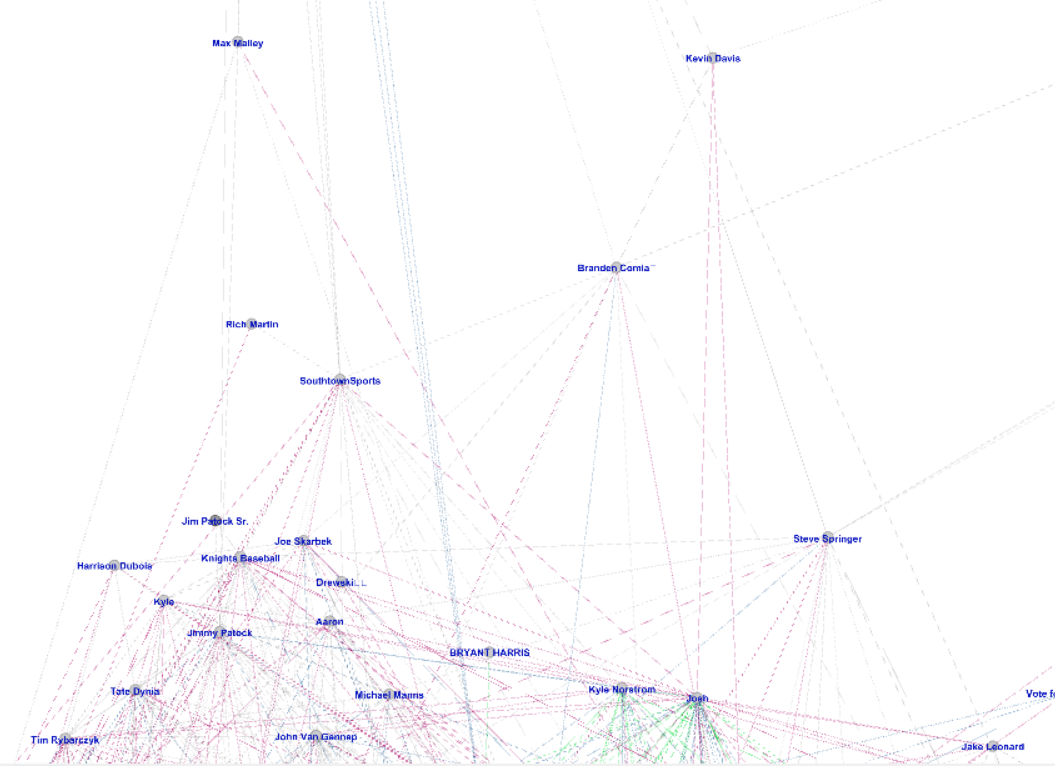 Max Malley
Kevin Davis
Branden Comia
Rich Martin
SouthtownSports
Jim Patock Sr.
Steve Springer
Joe Skarbek
Knights Baseball
Harrison Dubois
Drewski
Kyle
Aaron
Jimmy Patock
BRYANT HARRIS
Kyle Norstrom
Tate Dynia
Michael Manns
Josh
Vote f
John Van Gennep
Tim Rybarczyk
Jake Leonard